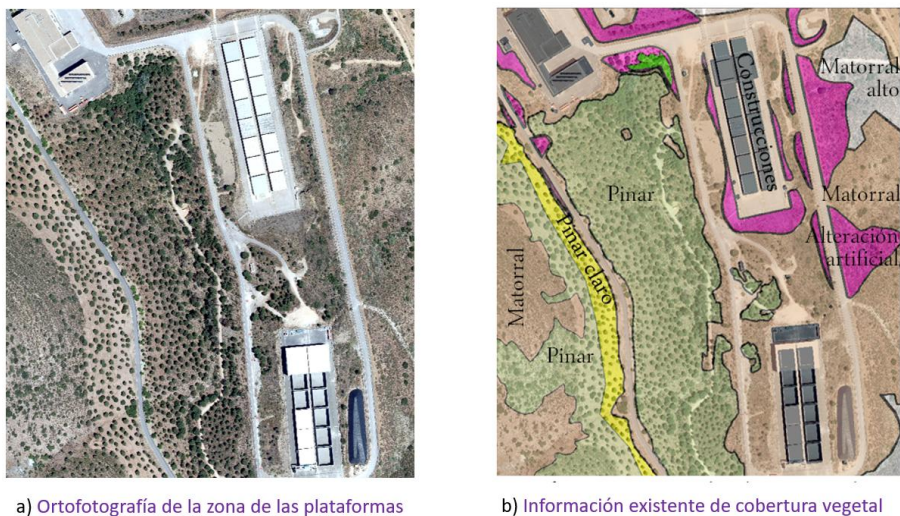 Matorral
alto
Construcciones
Pinar
Matorral
Pinar claro
Alteración
artificial
Matorral
Pinar
a) Ortofotografía de la zona de las plataformas
b) Información existente de cobertura vegetal